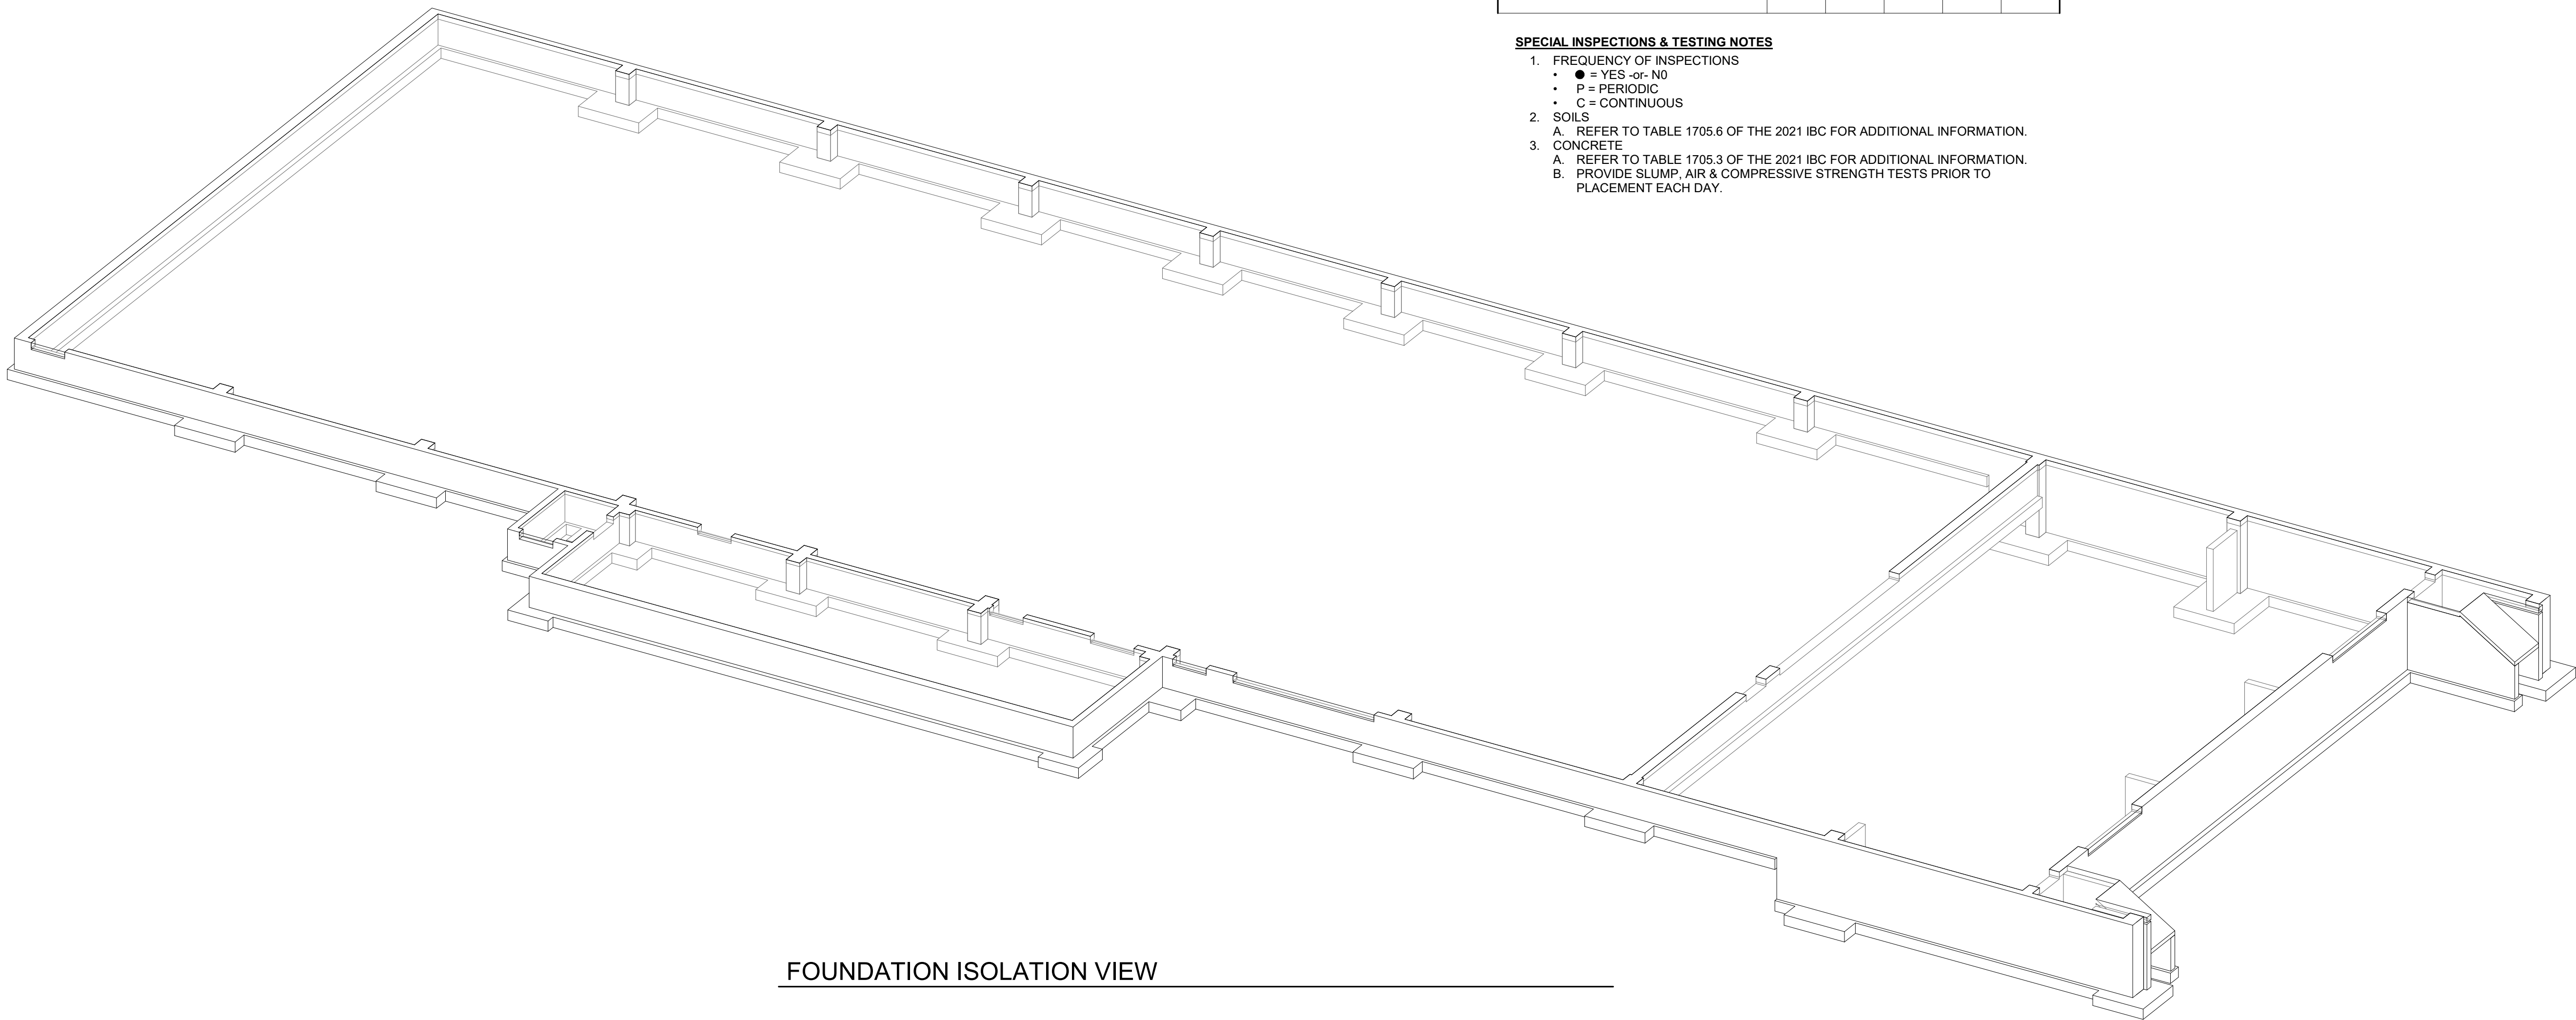 SPECIAL INSPECTIONS & TESTING NOTES
1. FREQUENCY OF INSPECTIONS
• ● = YES -or- N0
• P = PERIODIC
• C = CONTINUOUS
2. SOILS
A. REFER TO TABLE 1705.6 OF THE 2021 IBC FOR ADDITIONAL INFORMATION.
3. CONCRETE
A. REFER TO TABLE 1705.3 OF THE 2021 IBC FOR ADDITIONAL INFORMATION.
B. PROVIDE SLUMP, AIR & COMPRESSIVE STRENGTH TESTS PRIOR TO
PLACEMENT EACH DAY.
FOUNDATION ISOLATION VIEW